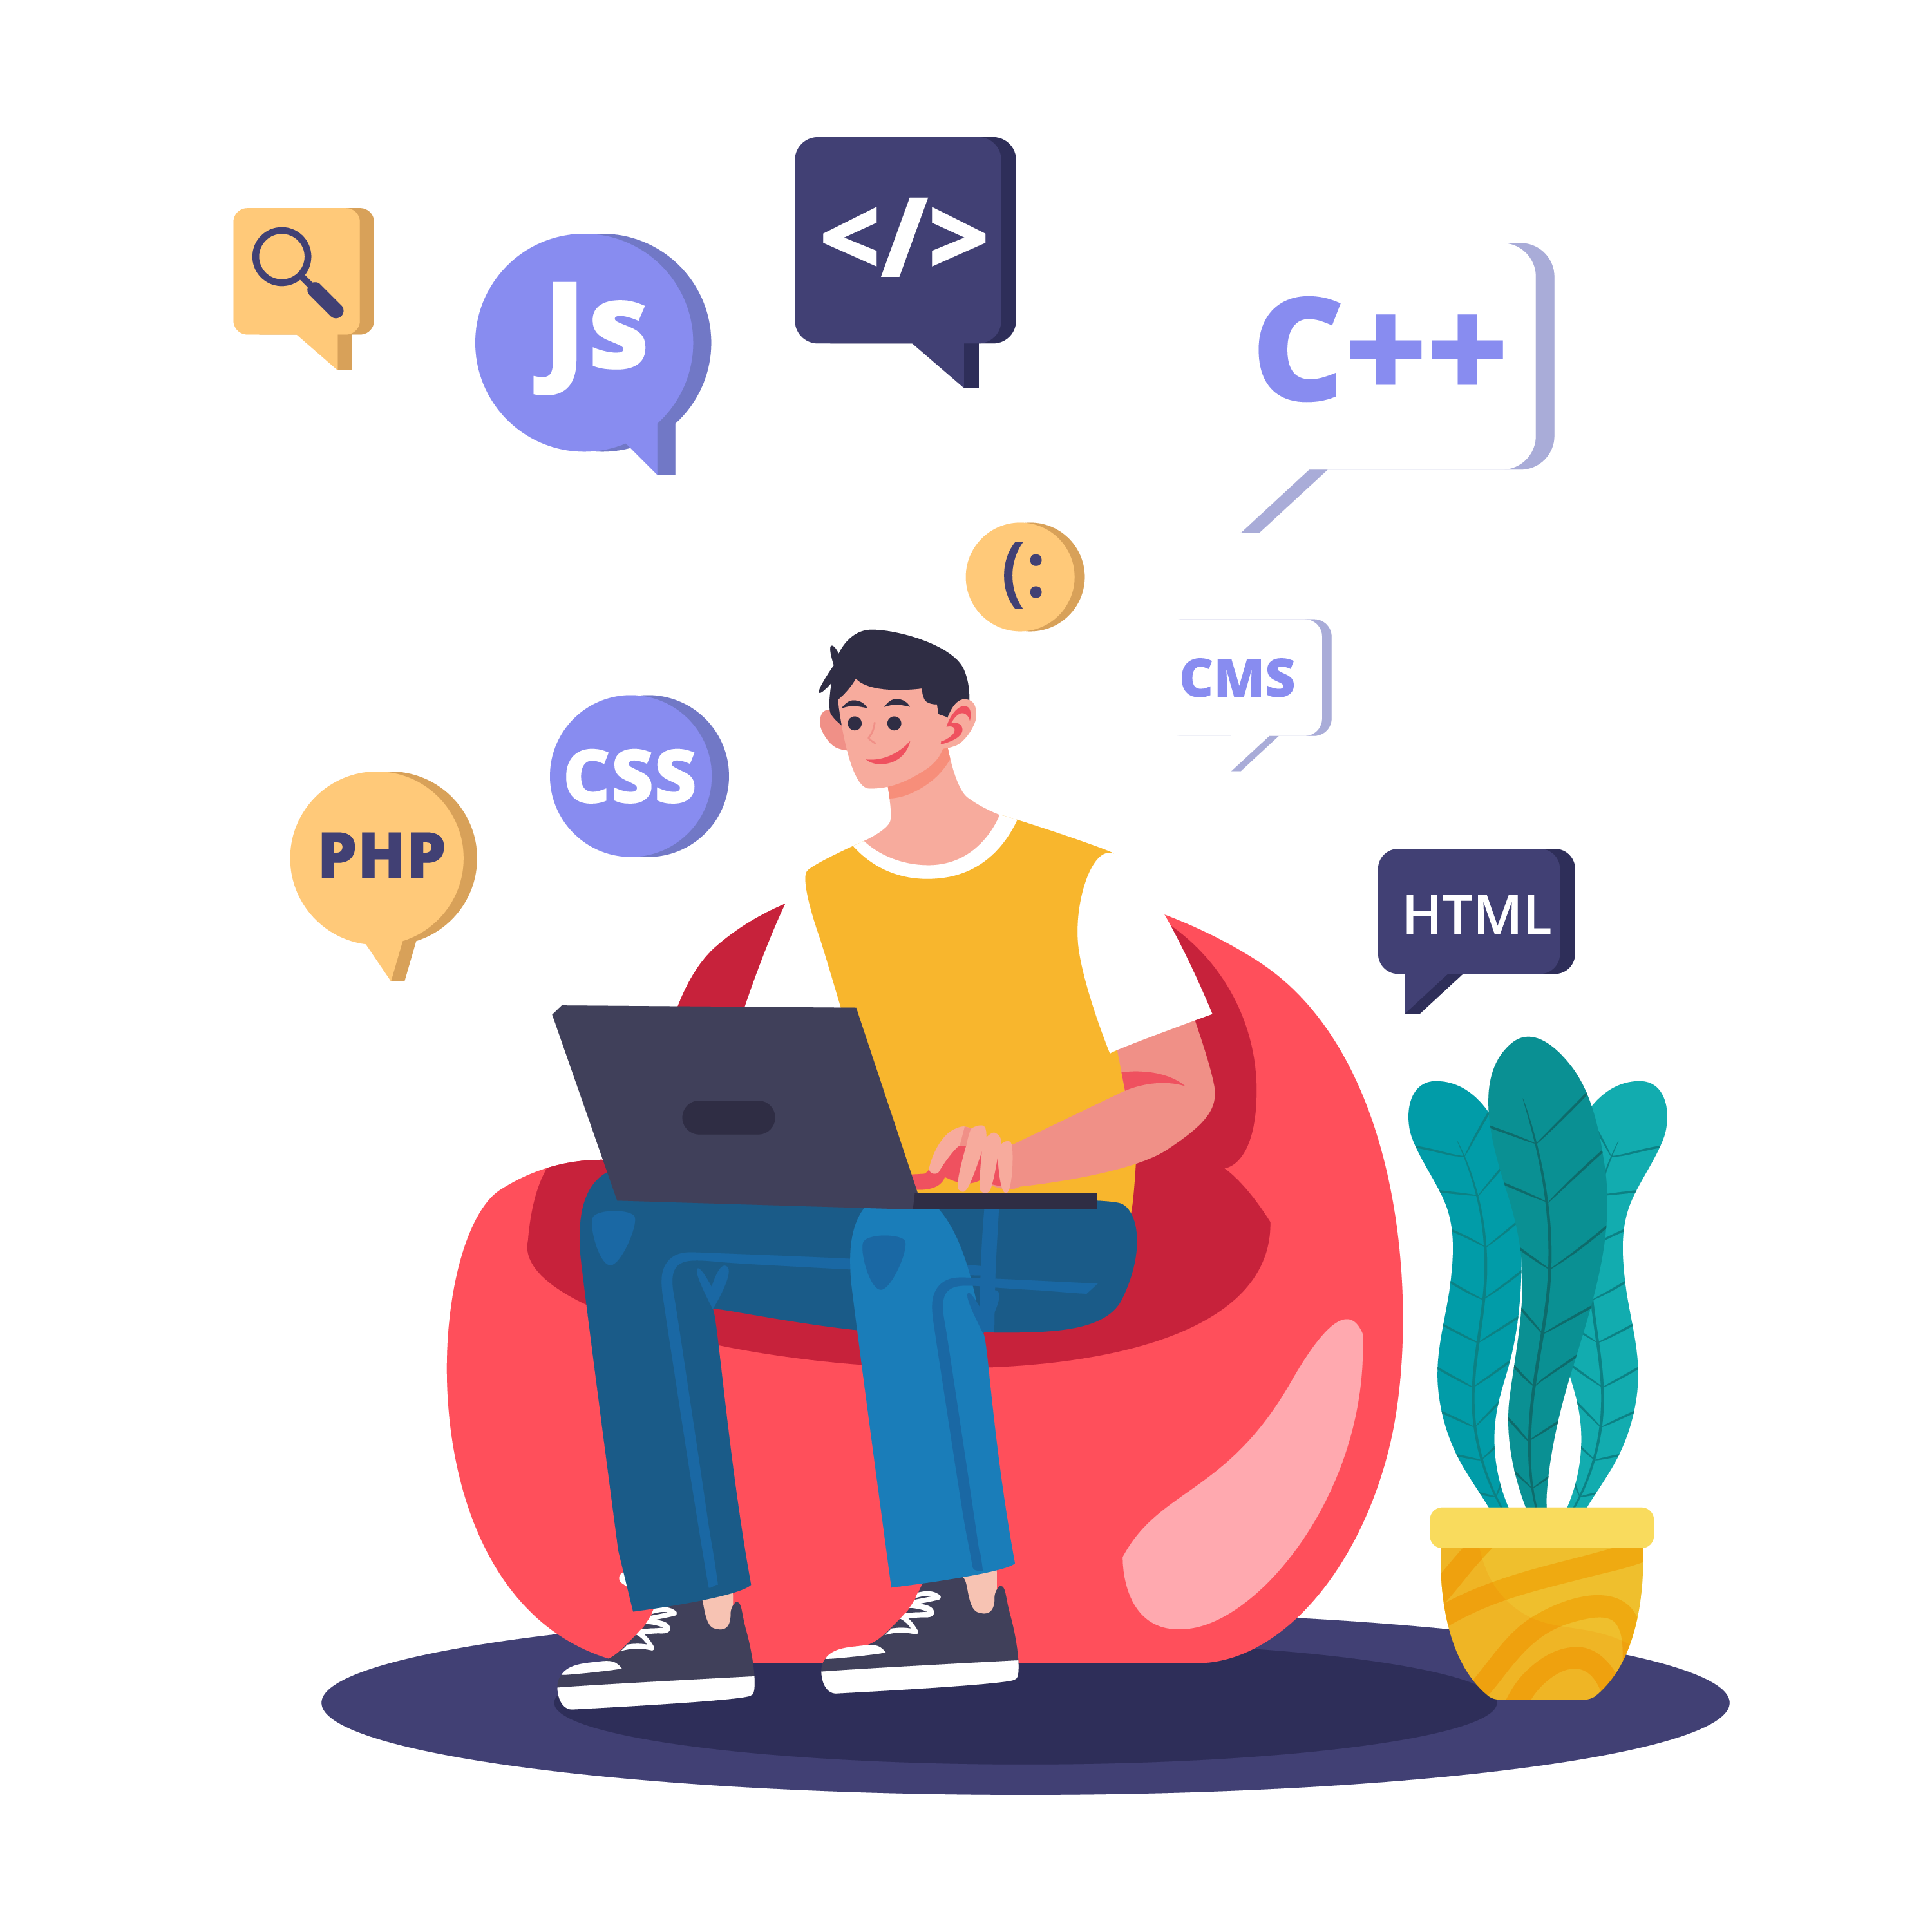 </>
Js
C++
(:
CMS
CSS
PHP
HTML